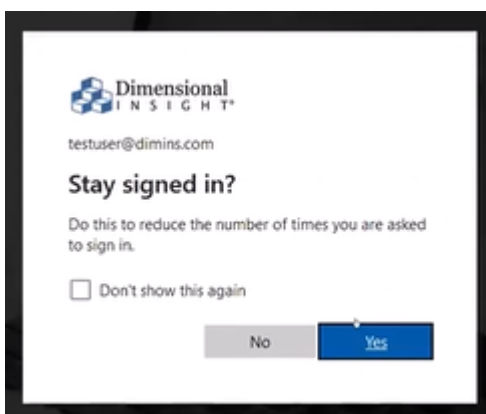 Dimensional
INSIGHT®
testuser@dimins.com
Stay signed in?
Do this to reduce the number of times you are asked
to sign in.
Don't show this again
No
Yes